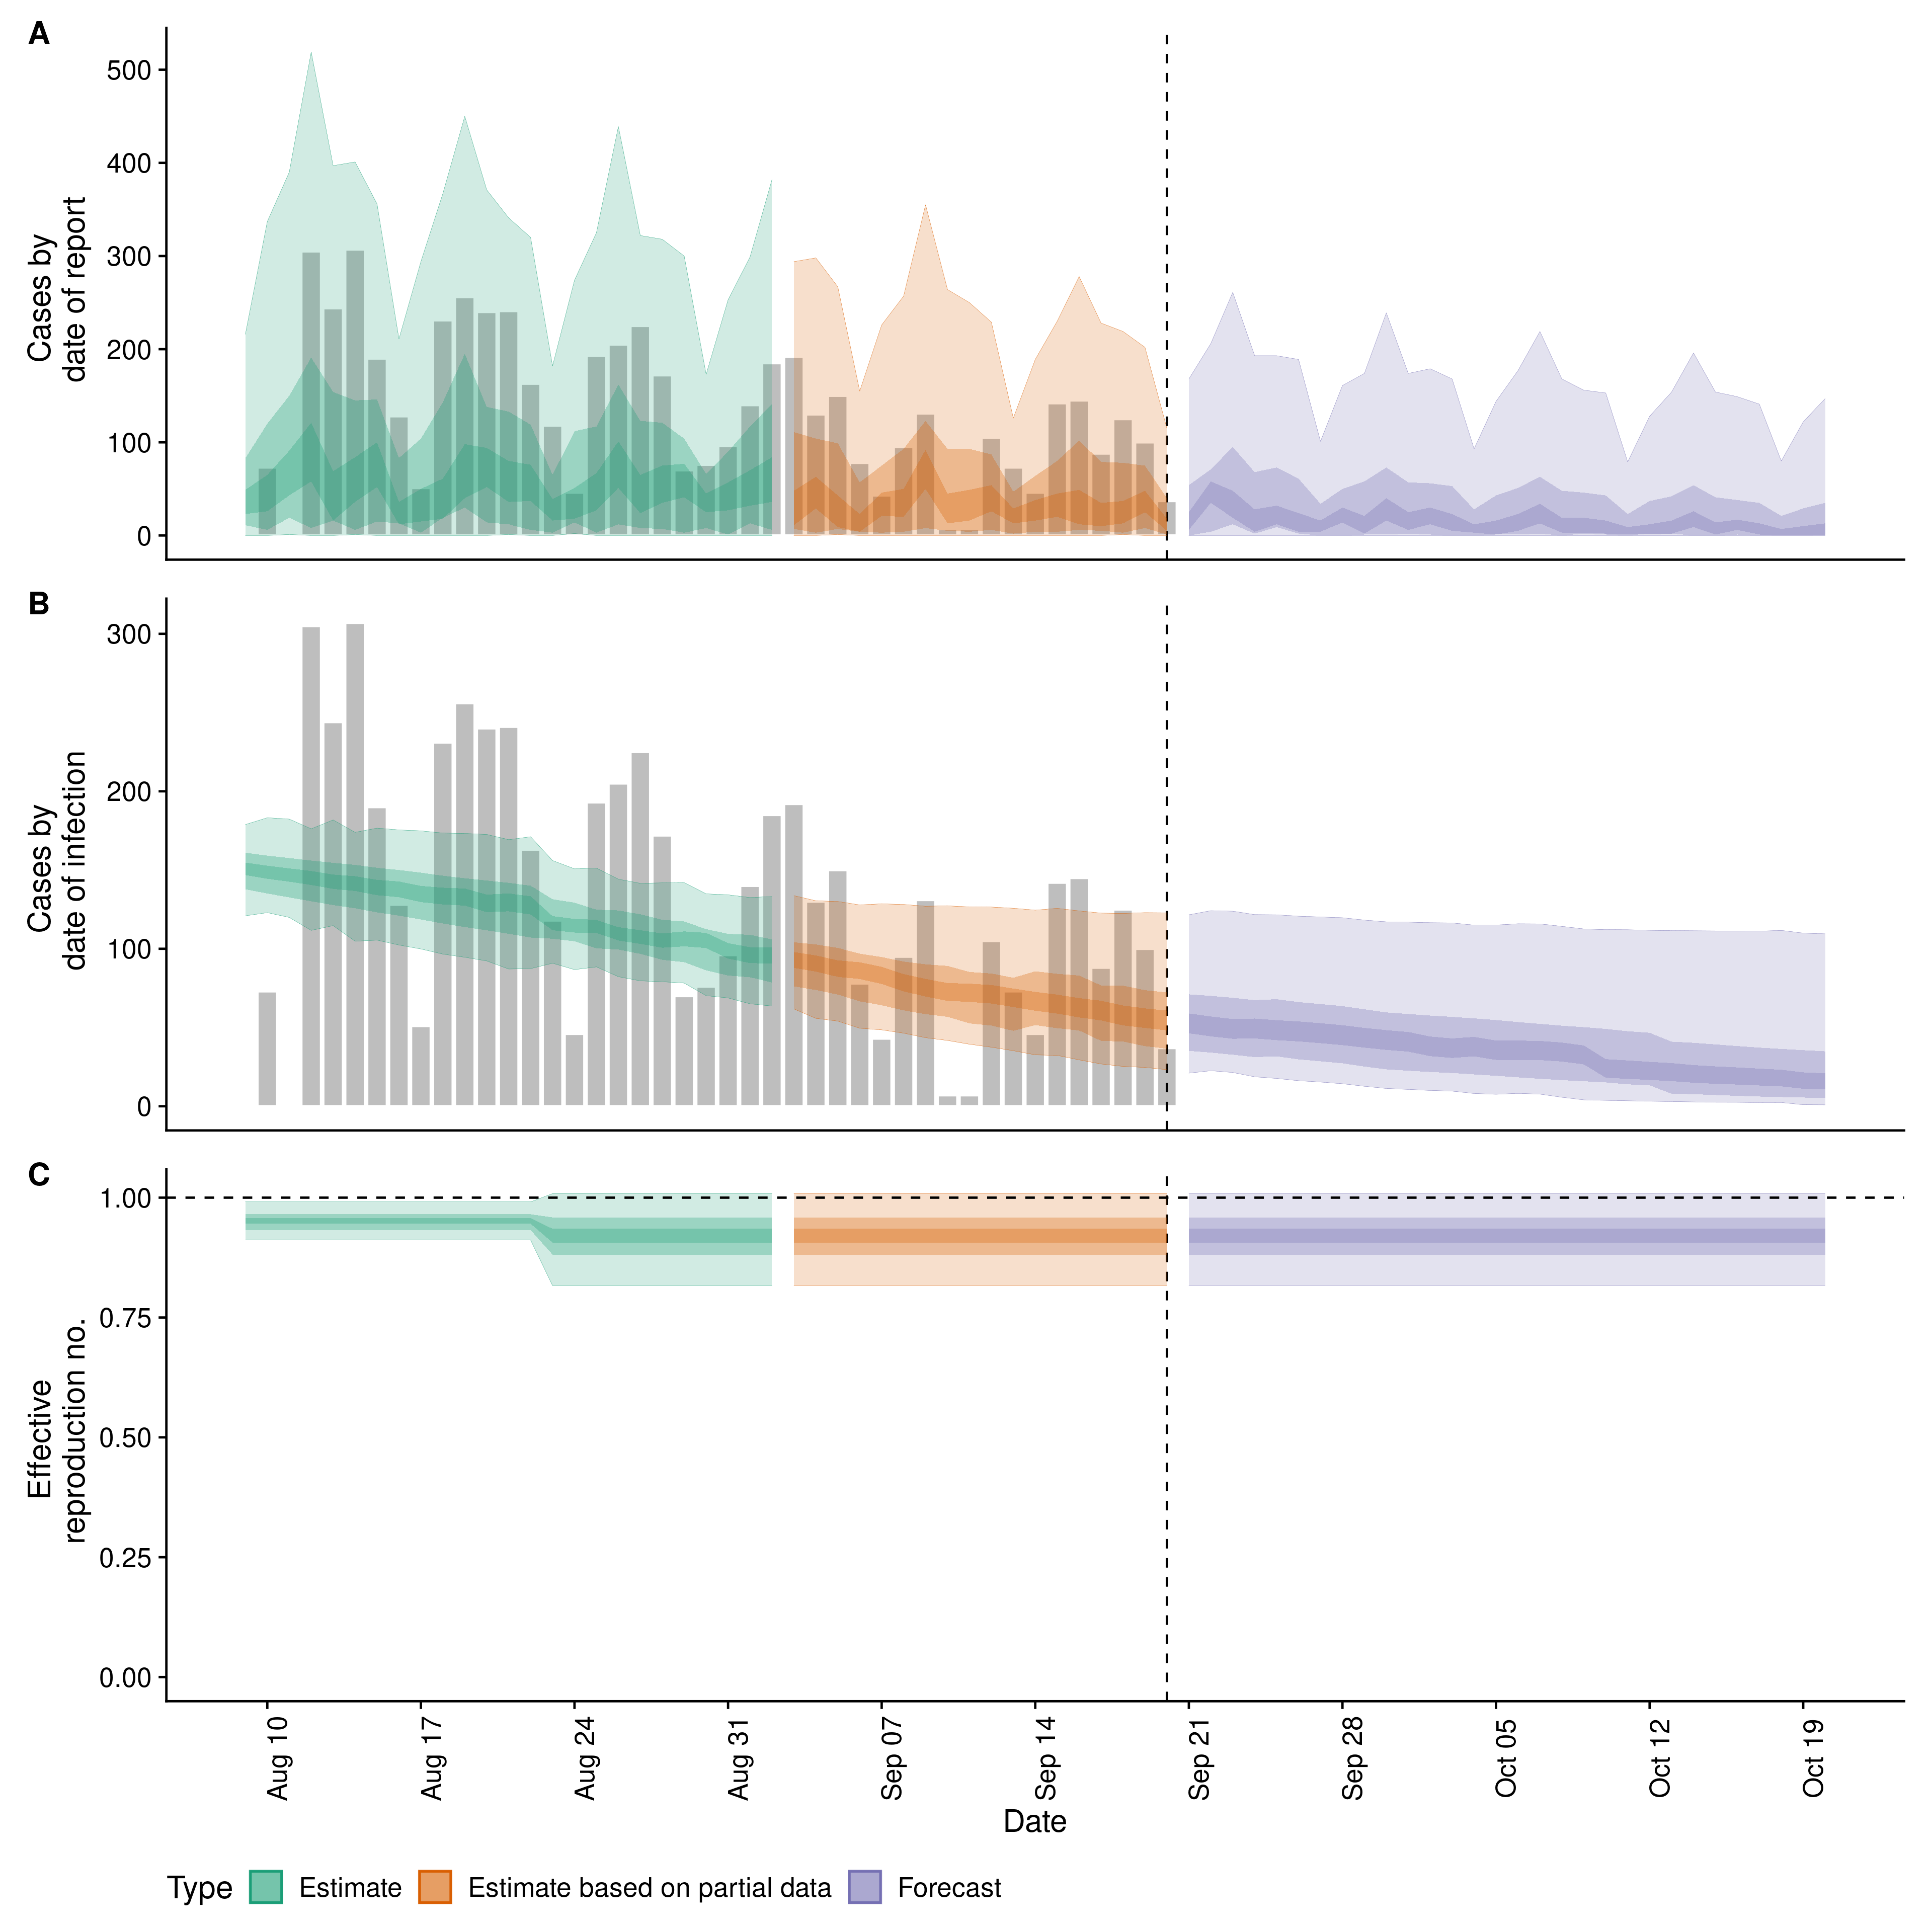 A
500
400
300
200
100
0
Cases by
date of report
B
300
200
100
0
Cases by
date of infection
C
1.00
0.75
0.50
0.25
0.00
Effective
reproduction no.
Aug 10
Aug 17
Aug 24
Aug 31
Sep 07
Sep 14
Sep 21
Sep 28
Oct 05
Oct 12
Oct 19
Date
Type Estimate Estimate based on partial data Forecast